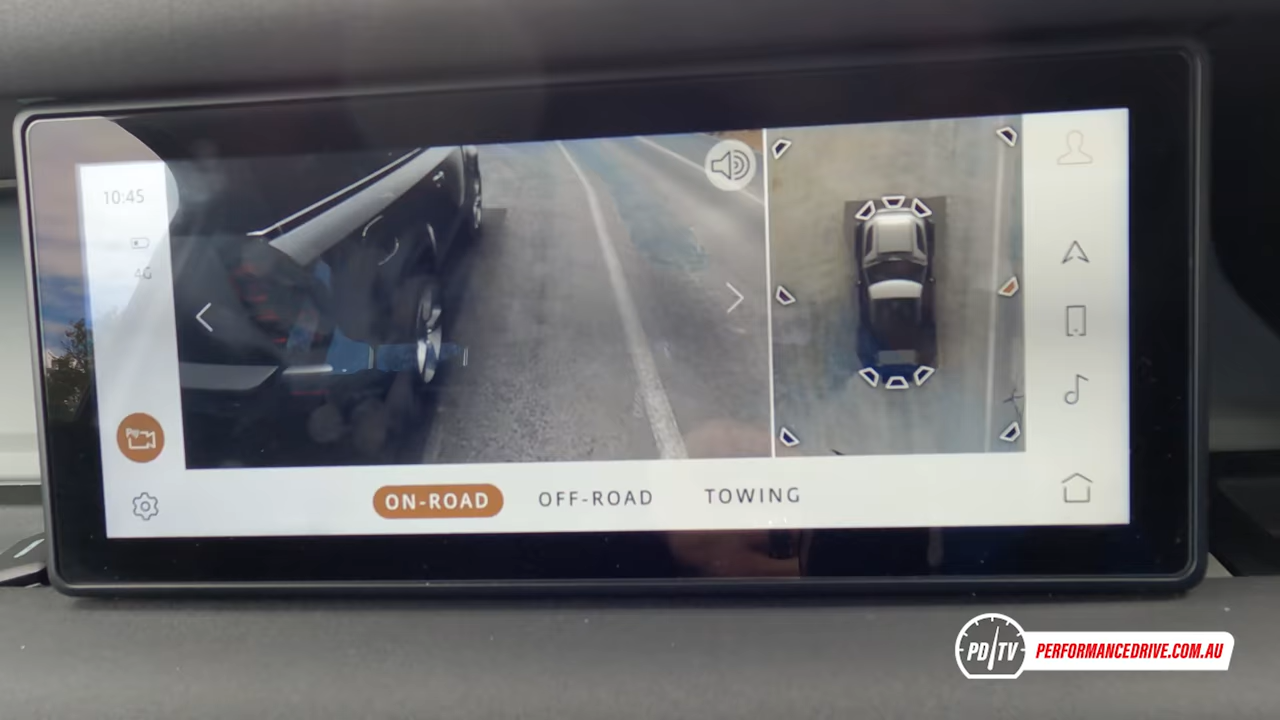 10:45
4G
ON-ROAD OFF-ROAD TOWING
PD TV PERFORMANCEDRIVE.COM.AU